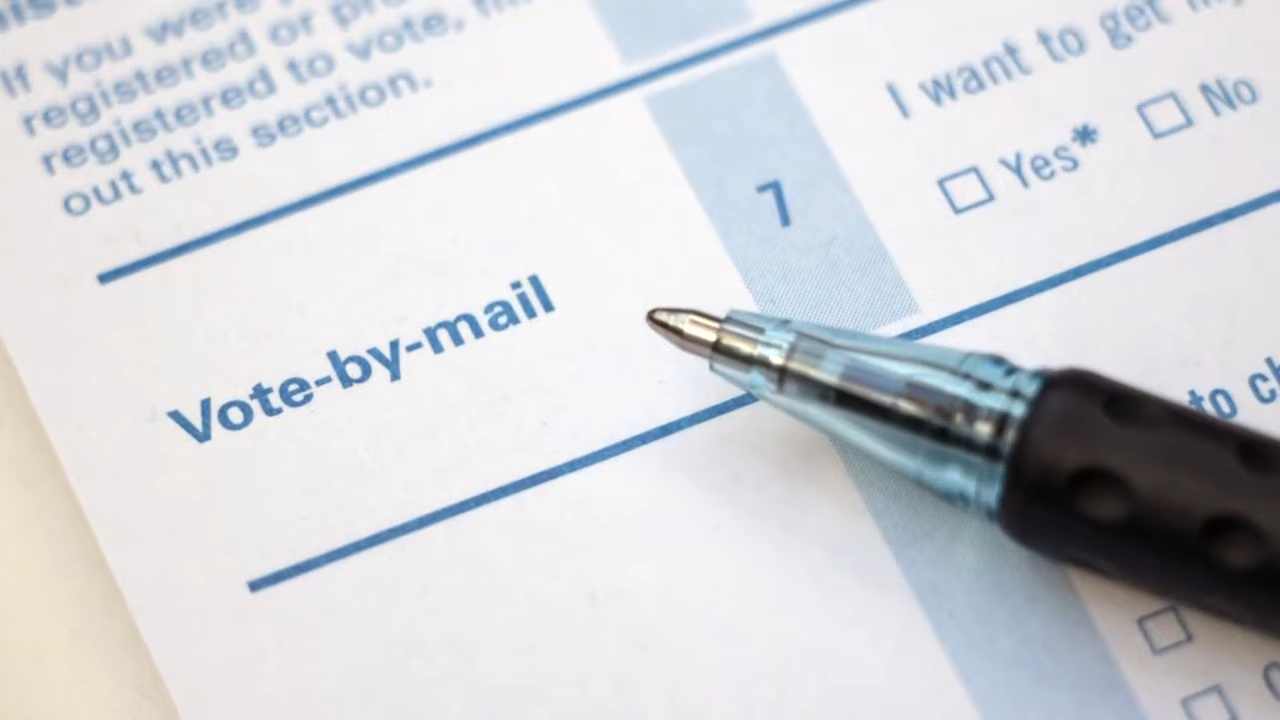 If you were
registered or
registered to vote,
out this section.
Vote-by-mail
7
I want to get
Yes*
No
to